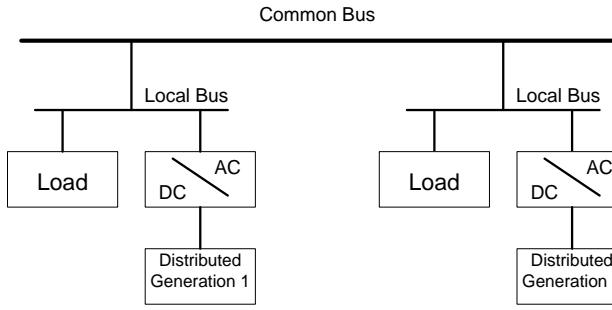 Common Bus
Local Bus
Local Bus
Load
AC
DC
Load
AC
DC
Distributed
Generation 1
Distributed
Generation